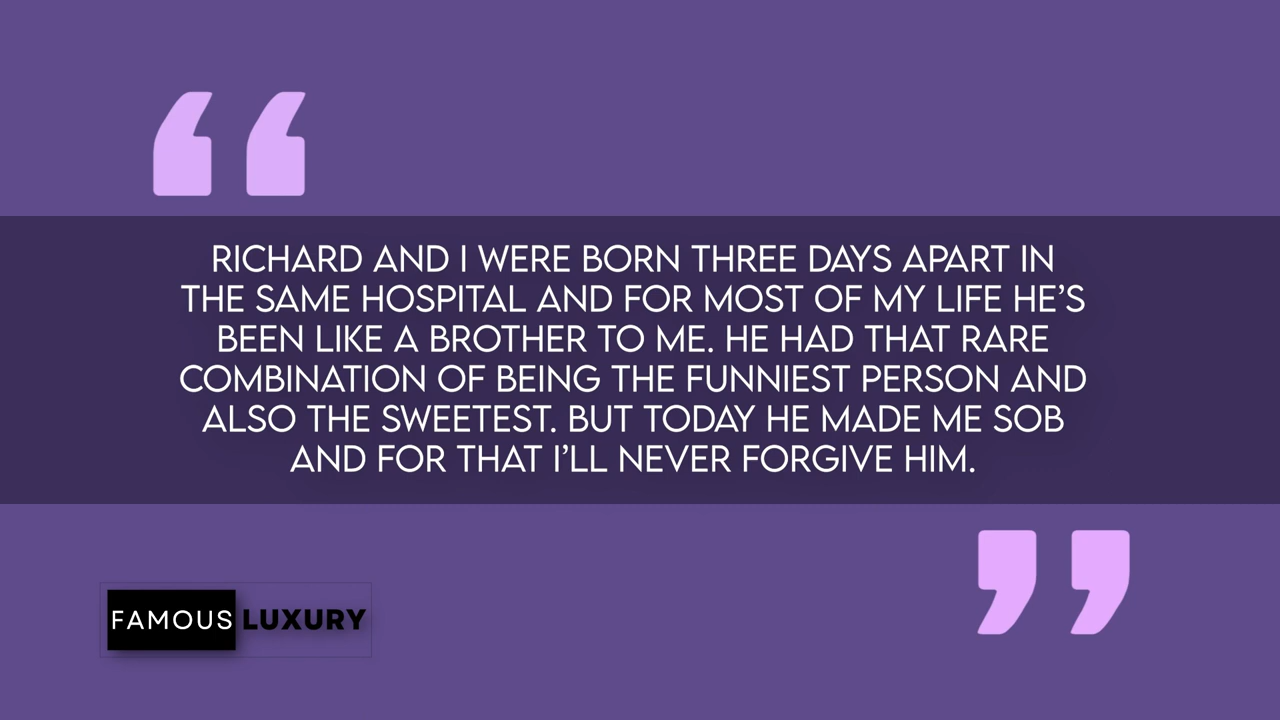 “
RICHARD AND I WERE BORN THREE DAYS APART IN
THE SAME HOSPITAL AND FOR MOST OF MY LIFE HE’S
BEEN LIKE A BROTHER TO ME. HE HAD THAT RARE
COMBINATION OF BEING THE FUNNIEST PERSON AND
ALSO THE SWEETEST. BUT TODAY HE MADE ME SOB
AND FOR THAT I’LL NEVER FORGIVE HIM.
”
FAMOUS LUXURY